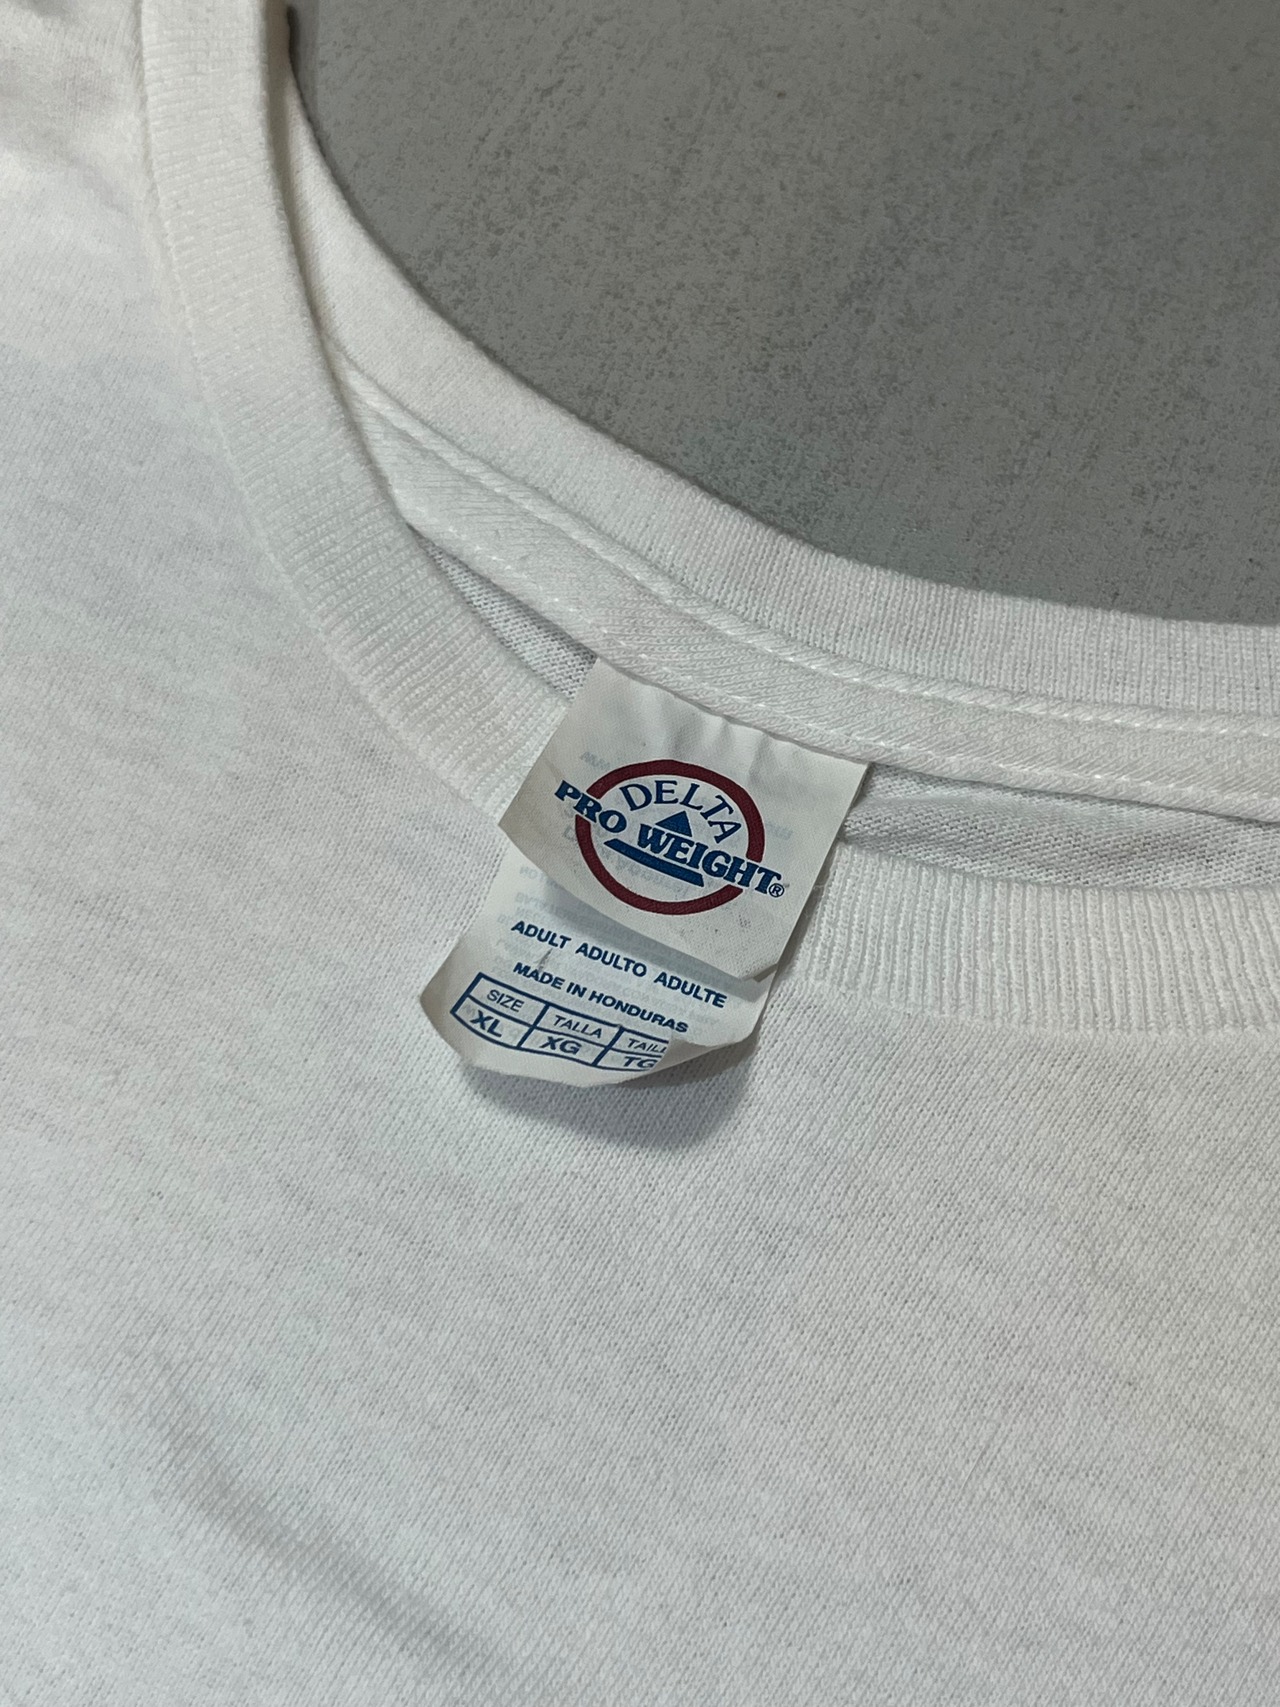 DELTA
PRO WEIGHT®
ADULT ADULTO ADULTE
MADE IN HONDURAS
SIZE TALLA
XL XG TG